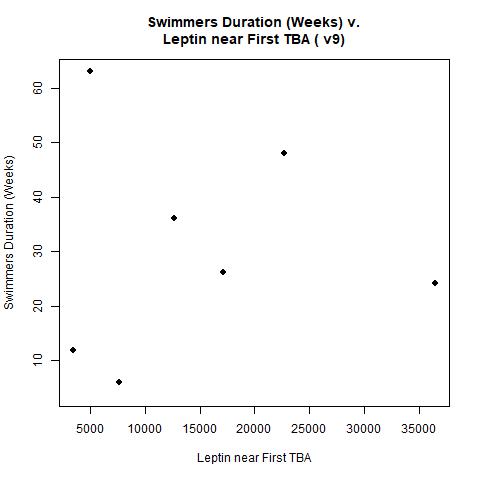 Swimmers Duration (Weeks) v.
Leptin near First TBA ( v9)
Swimmers Duration (Weeks)
60
50
40
30
20
10
5000 10000 15000 20000 25000 30000 35000
Leptin near First TBA